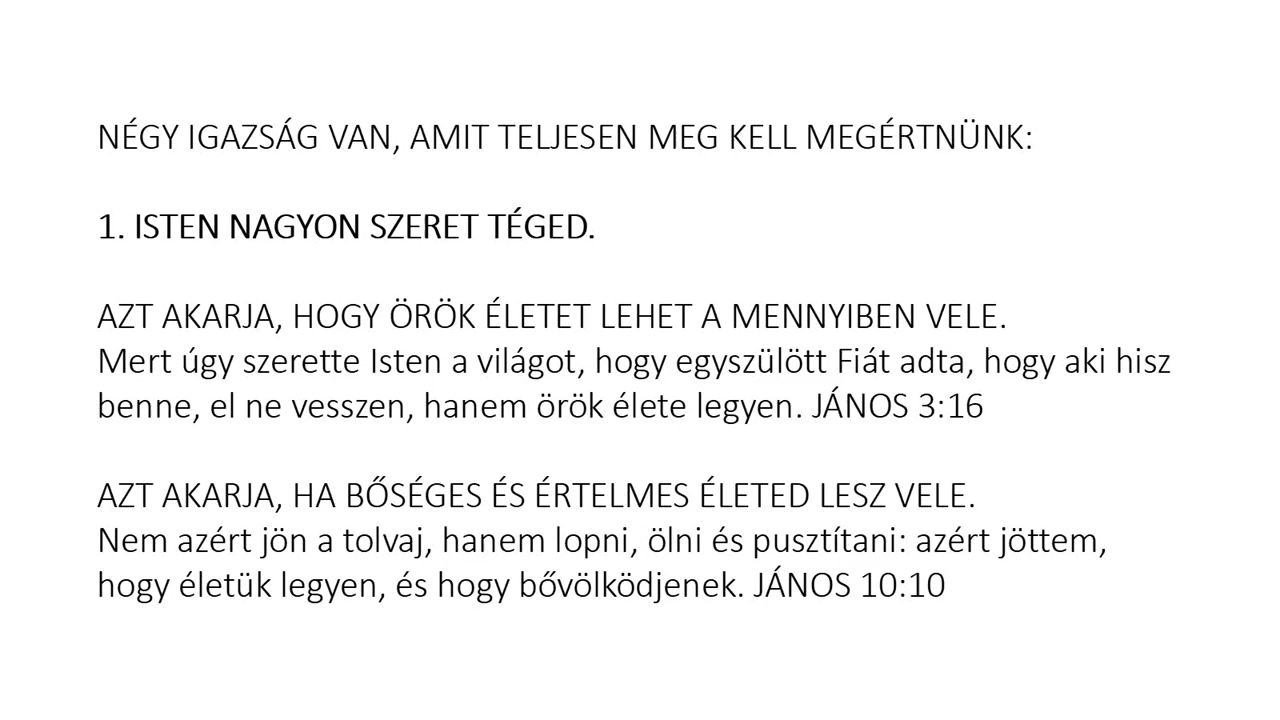 NÉGY IGAZSÁG VAN, AMIT TELJESEN MEG KELL MEGÉRTNÜNK:
1. ISTEN NAGYON SZERET TÉGED.
AZT AKARJA, HOGY ÖRÖK ÉLETET LEHET A MENNYIBEN VELE.
Mert úgy szerette Isten a világot, hogy egyszülött Fiát adta, hogy aki hisz
benne, el ne vesszen, hanem örök élete legyen. JÁNOS 3:16
AZT AKARJA, HA BŐSÉGES ÉS ÉRTELMES ÉLETED LESZ VELE.
Nem azért jön a tolvaj, hanem lopni, ölni és pusztítani: azért jöttem,
hogy életük legyen, és hogy bővölködjenek. JÁNOS 10:10